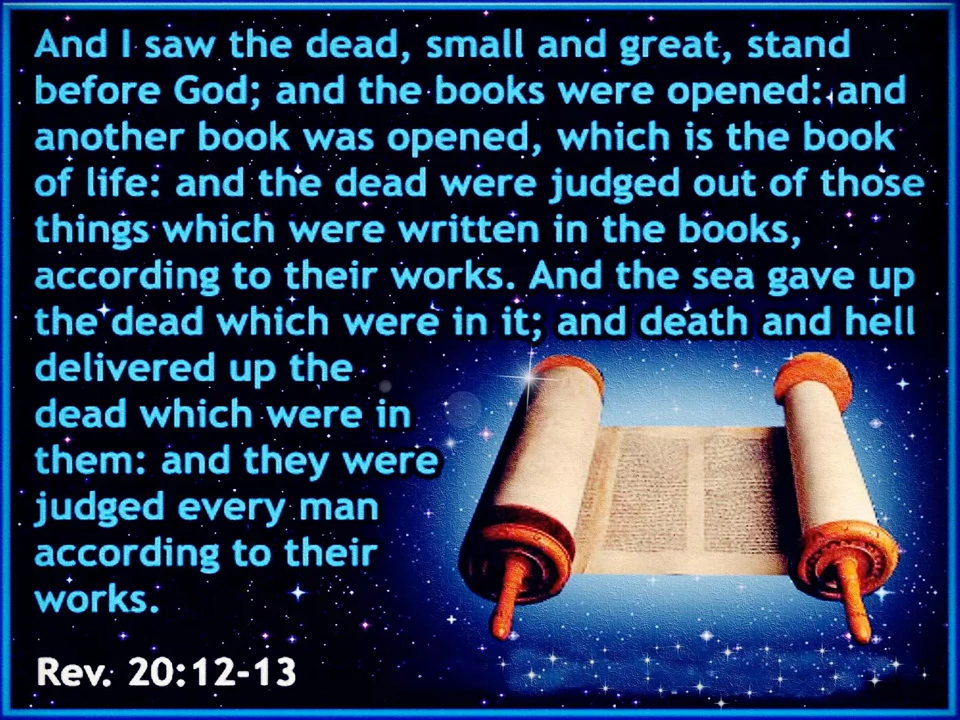 And I saw the dead, small and great, stand
before God; and the books were opened: and
another book was opened, which is the book
of life: and the dead were judged out of those
things which were written in the books,
according to their works. And the sea gave up
the dead which were in it; and death and hell
delivered up the
dead which were in
them: and they were
judged every man
according to their
works.
Rev. 20:12-13